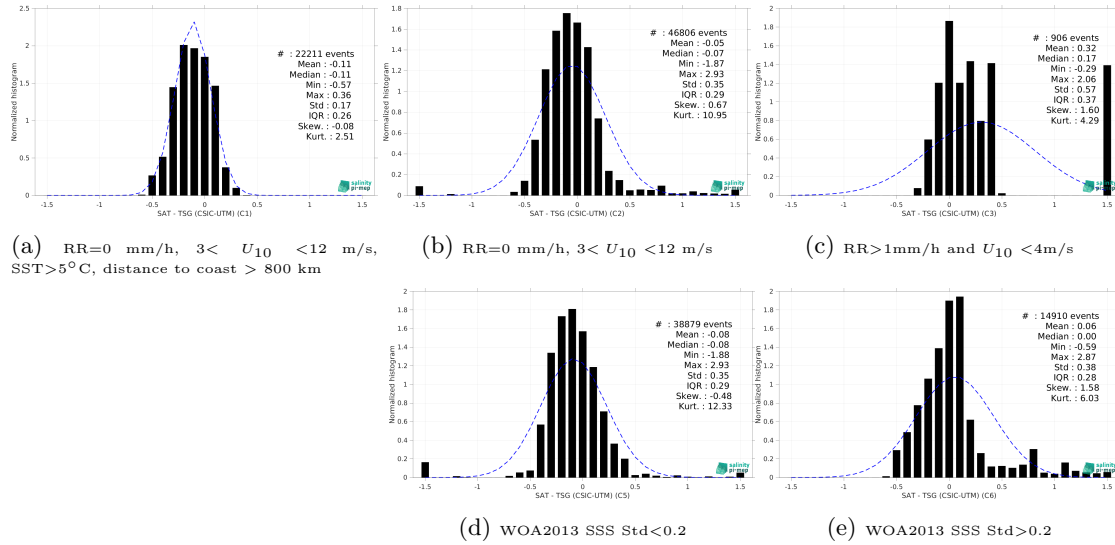 2.5
2
1.5
1
0.5
0
-1.5 -1 -0.5 0 0.5 1 1.5
Normalized histogram
SAT - TSG (CSIC-UTM) (C1)
# : 22211 events
Mean : -0.11
Median : -0.11
Min : -0.57
Max : 0.36
Std : 0.17
IQR : 0.26
Skew. : -0.08
Kurt. : 2.51
salinity
pi-mep
(a) RR=0 mm/h, 3< U10 <12 m/s,
SST>5°C, distance to coast > 800 km
1.8
1.6
1.4
1.2
1
0.8
0.6
0.4
0.2
0
-1.5 -1 -0.5 0 0.5 1 1.5
Normalized histogram
SAT - TSG (CSIC-UTM) (C2)
# : 46806 events
Mean : -0.05
Median : -0.07
Min : -1.87
Max : 2.93
Std : 0.35
IQR : 0.29
Skew. : 0.67
Kurt. : 10.95
salinity
pi-mep
(b) RR=0 mm/h, 3< U10 <12 m/s
2
1.8
1.6
1.4
1.2
1
0.8
0.6
0.4
0.2
0
-1.5 -1 -0.5 0 0.5 1 1.5
Normalized histogram
SAT - TSG (CSIC-UTM) (C3)
# : 906 events
Mean : 0.32
Median : 0.17
Min : -0.29
Max : 2.06
Std : 0.57
IQR : 0.37
Skew. : 1.60
Kurt. : 4.29
salinity
pi-mep
(c) RR>1mm/h and U10 <4m/s
2
1.8
1.6
1.4
1.2
1
0.8
0.6
0.4
0.2
0
-1.5 -1 -0.5 0 0.5 1 1.5
Normalized histogram
SAT - TSG (CSIC-UTM) (C5)
# : 38879 events
Mean : -0.08
Median : -0.08
Min : -1.88
Max : 2.93
Std : 0.35
IQR : 0.29
Skew. : -0.48
Kurt. : 12.33
salinity
pi-mep
(d) WOA2013 SSS Std<0.2
2
1.8
1.6
1.4
1.2
1
0.8
0.6
0.4
0.2
0
-1.5 -1 -0.5 0 0.5 1 1.5
Normalized histogram
SAT - TSG (CSIC-UTM) (C6)
# : 14910 events
Mean : 0.06
Median : 0.00
Min : -0.59
Max : 2.87
Std : 0.38
IQR : 0.28
Skew. : 1.58
Kurt. : 6.03
salinity
pi-mep
(e) WOA2013 SSS Std>0.2